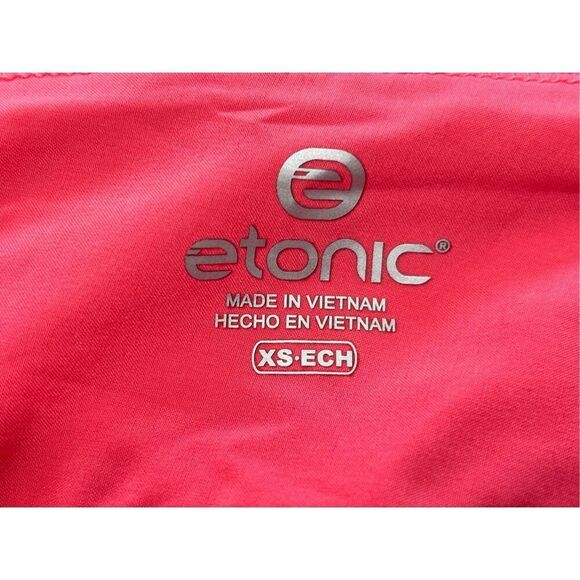 etonic®
MADE IN VIETNAM
HECHO EN VIETNAM
XS·ECH